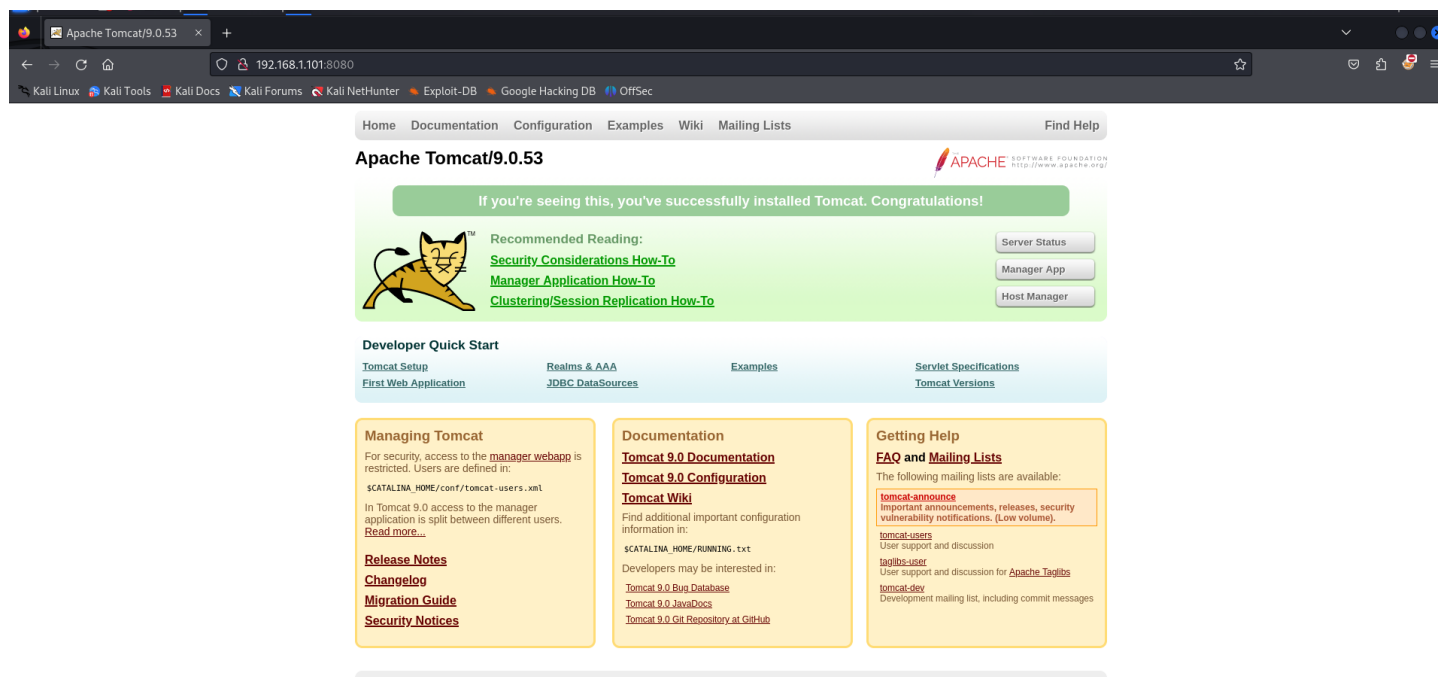 Apache Tomcat/9.0.53
192.168.1.101:8080
Kali Linux Kali Tools Kali Docs Kali Forums Kali NetHunter Exploit-DB Google Hacking DB OffSec
Home Documentation Configuration Examples Wiki Mailing Lists Find Help
Apache Tomcat/9.0.53
APACHE SOFTWARE FOUNDATION
http://www.apache.org/
If you're seeing this, you've successfully installed Tomcat. Congratulations!
TM
Recommended Reading:
Security Considerations How-To
Manager Application How-To
Clustering/Session Replication How-To
Server Status
Manager App
Host Manager
Developer Quick Start
Tomcat Setup
First Web Application
Realms & AAA
JDBC DataSources
Examples
Servlet Specifications
Tomcat Versions
Managing Tomcat
For security, access to the manager webapp is
restricted. Users are defined in:
$CATALINA_HOME/conf/tomcat-users.xml
In Tomcat 9.0 access to the manager
application is split between different users.
Read more...
Release Notes
Changelog
Migration Guide
Security Notices
Documentation
Tomcat 9.0 Documentation
Tomcat 9.0 Configuration
Tomcat Wiki
Find additional important configuration
information in:
$CATALINA_HOME/RUNNING.txt
Developers may be interested in:
Tomcat 9.0 Bug Database
Tomcat 9.0 JavaDocs
Tomcat 9.0 Git Repository at GitHub
Getting Help
FAQ and Mailing Lists
The following mailing lists are available:
tomcat-announce
Important announcements, releases, security
vulnerability notifications. (Low volume).
tomcat-users
User support and discussion
taglibs-user
User support and discussion for Apache Taglibs
tomcat-dev
Development mailing list, including commit messages